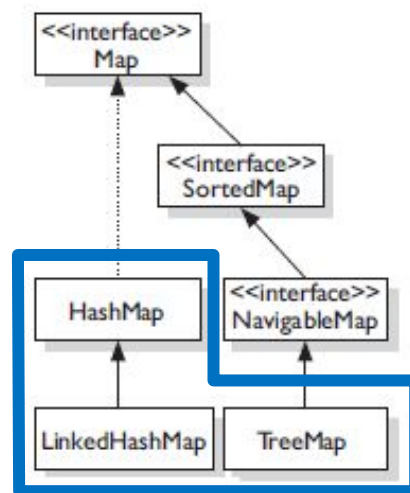 <<interface>>
Map
<<interface>>
SortedMap
HashMap
<<interface>>
NavigableMap
LinkedHashMap
TreeMap